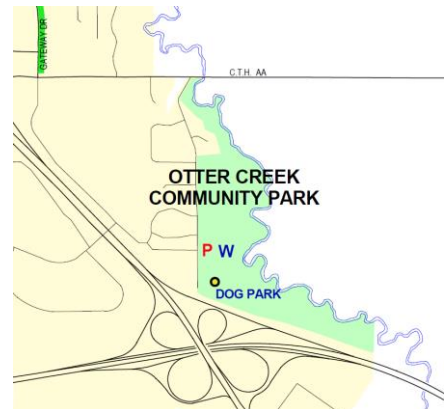 GATEWAY DR
C.T.H. AA
OTTER CREEK
COMMUNITY PARK
P W
DOG PARK